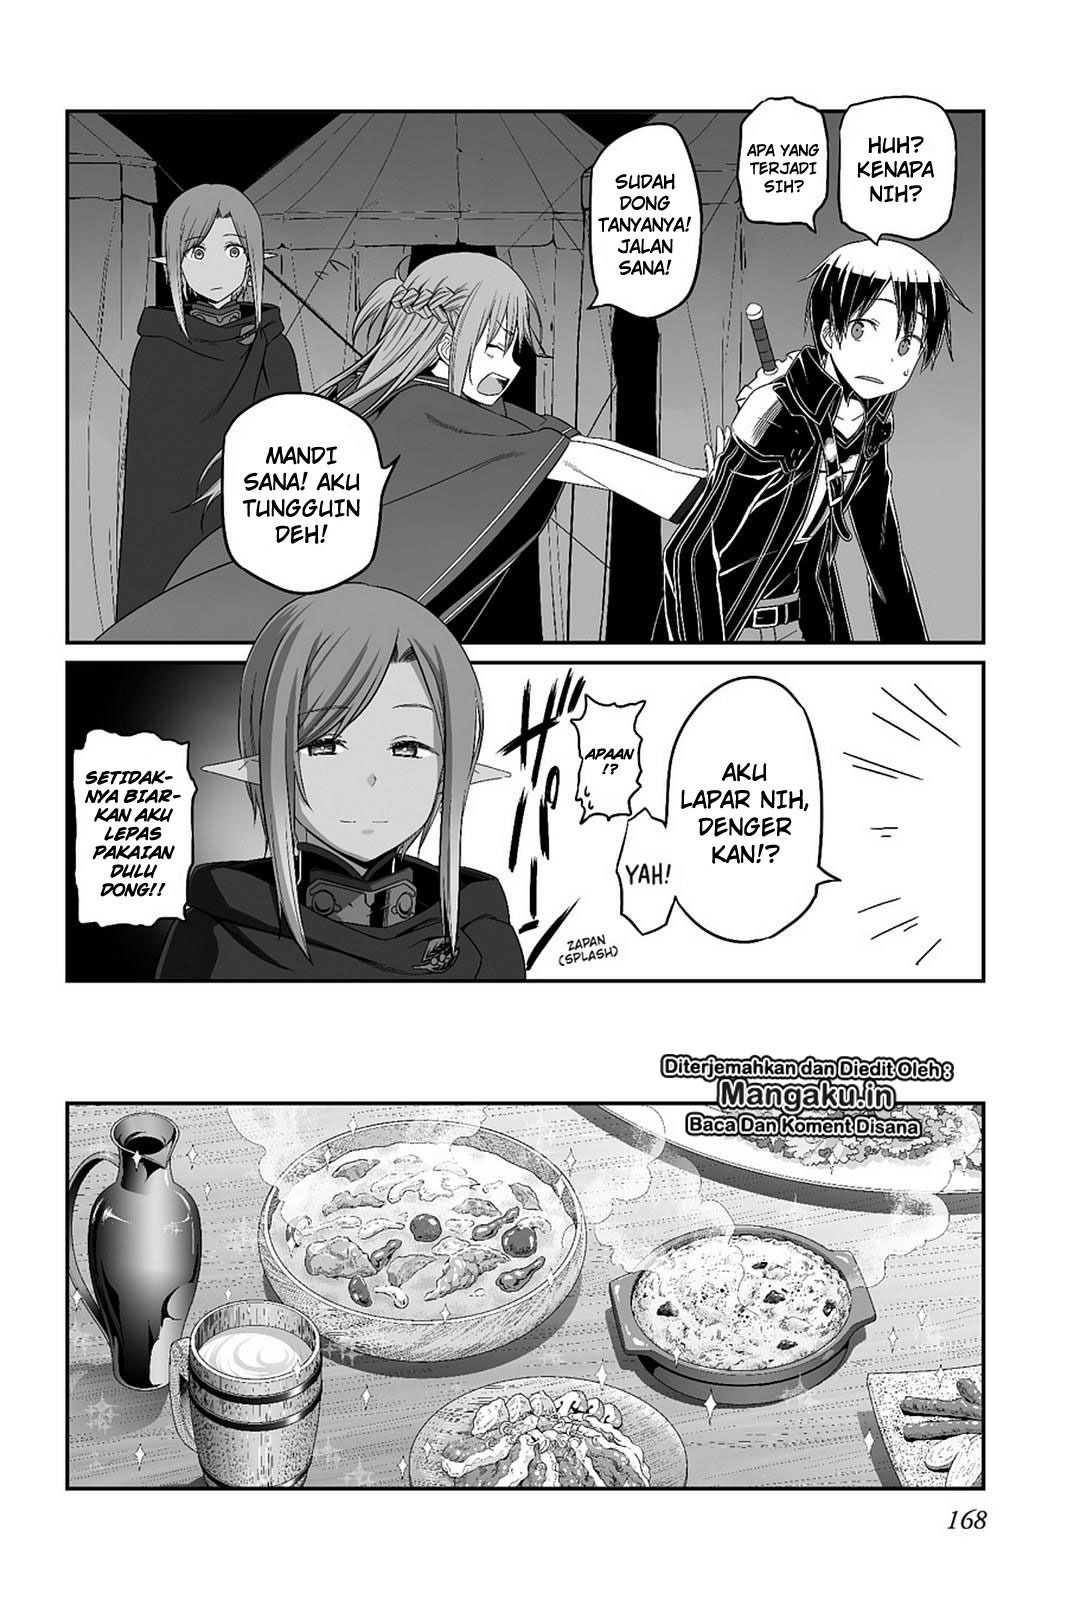 HUH?
KENAPA
NIH?
APA YANG
TERJADI
SIH?
SUDAH
DONG
TANYANYA!
JALAN
SANA!
MANDI
SANA! AKU
TUNGGUIN
DEH!
AKU
LAPAR NIH,
DENGER
KAN!?
YAH!
APAAN
!?
ZAPAN
(SPLASH)
SETIDAK-
NYA BIAR-
KAN AKU
LEPAS
PAKAIAN
DULU
DONG!!
Diterjemahkan dan Diedit Oleh :
Mangaku.in
Baca Dan Koment Disana
168